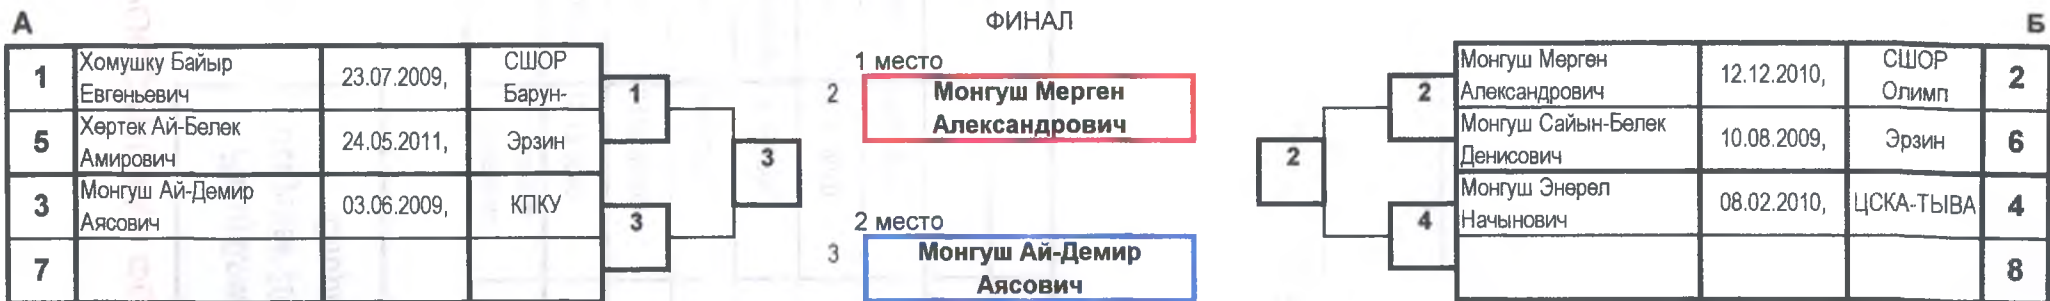 А
ФИНАЛ
Б
1
Хомушку Байыр
Евгеньевич
23.07.2009,
СШОР
Барун-
5
Хертек Ай-Белек
Амирович
24.05.2011,
Эрзин
3
Монгуш Ай-Демир
Аясович
03.06.2009,
КПКУ
7
1
3
3
1 место
2
Монгуш Мерген
Александрович
2 место
3
Монгуш Ай-Демир
Аясович
2
2
4
Монгуш Мерген
Александрович
12.12.2010,
СШОР
Олимп
2
Монгуш Сайын-Белек
Денисович
10.08.2009,
Эрзин
6
Монгуш Энерел
Начынович
08.02.2010,
ЦСКА-ТЫВА
4
8